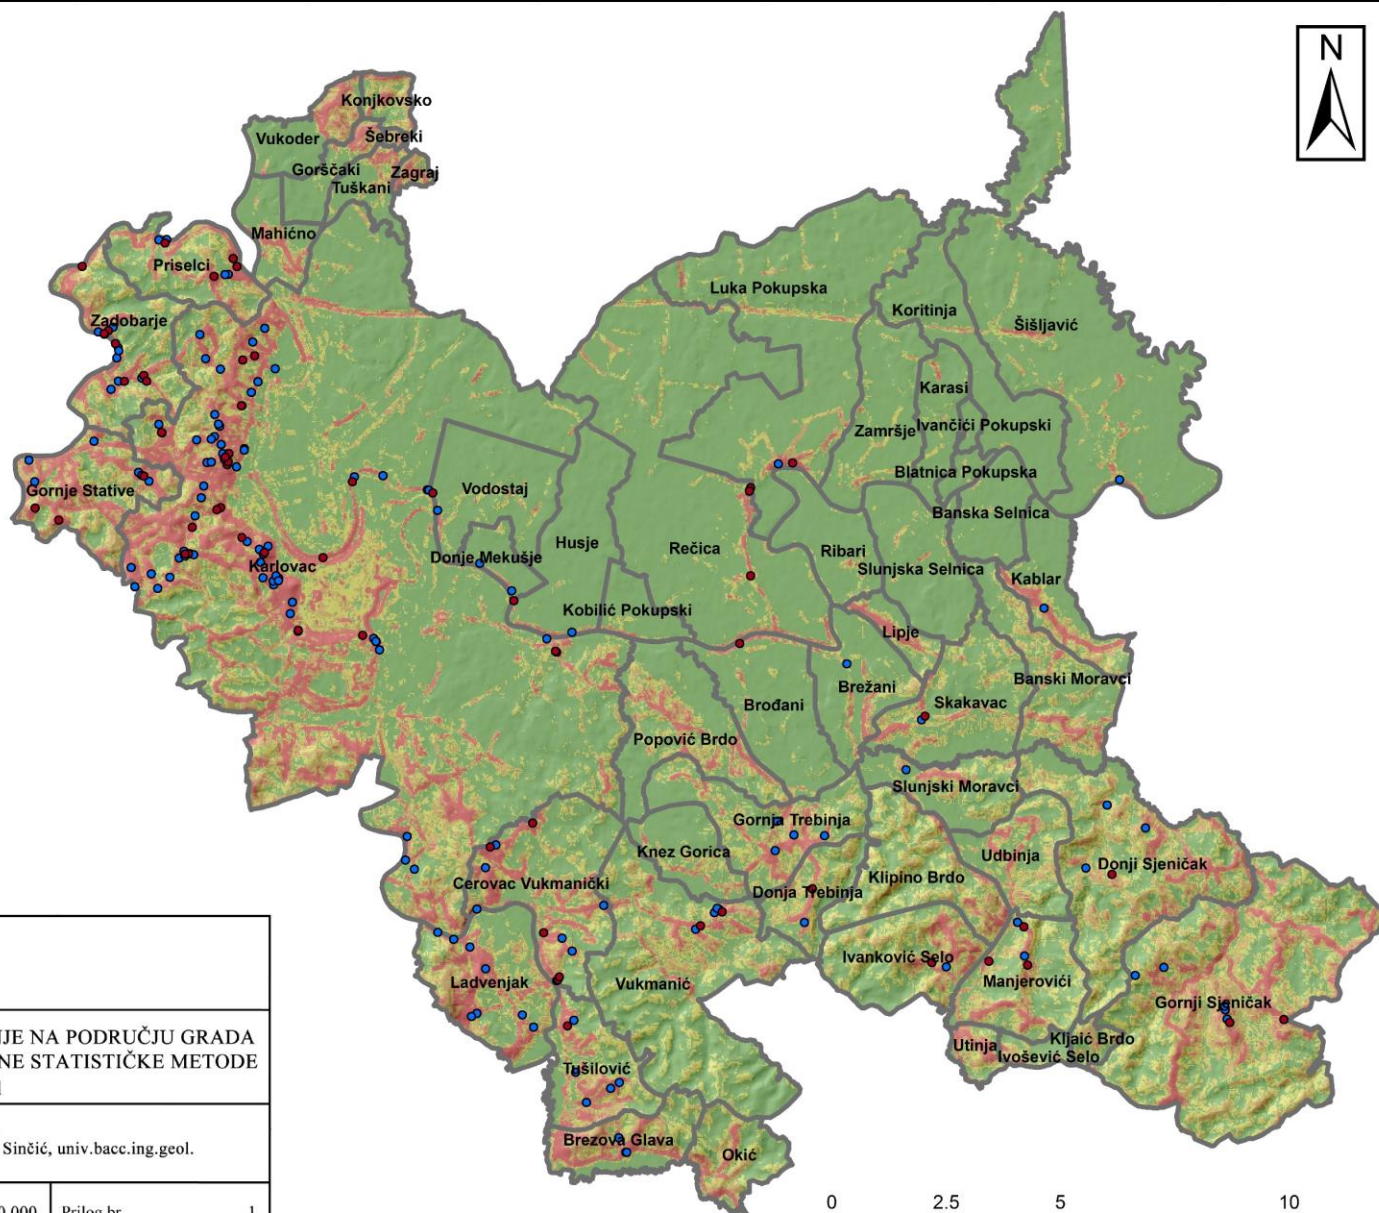 N
Konjkovsko
Vukoder
Šebreki
Gorščaki
Zagraj
Tuškani
Mahićno
Priselci
Luka Pokupska
Koritinja
Šišljavić
Zadobarje
Karasi
Zamršje
Ivančići Pokupski
Blatnica Pokupska
Gornje Stative
Vodostaj
Banska Selnica
Husje
Rečica
Ribari
Donje Mekušje
Karlovac
Slunjska Selnica
Kablar
Kobilić Pokupski
Lipje
Banski Moravci
Brežani
Skakavac
Brođani
Popović Brdo
Slunjski Moravci
Gornja Trebinja
Knez Gorica
Udbinja
Donji Sjeničak
Klipino Brdo
Cerovac Vukmanički
Donja Trebinja
Ivanković Selo
Ladvenjak
Vukmanić
Manjerovići
Gornji Sjeničak
Kljaić Brdo
Utinja
Ivošević Selo
Tušilović
Brezova Glava
Okić
JE NA PODRUČJU GRADA
NE STATISTIČKE METODE
Sinčić, univ.bacc.ing.geol.
Prilog br. 1
0 2.5 5 10